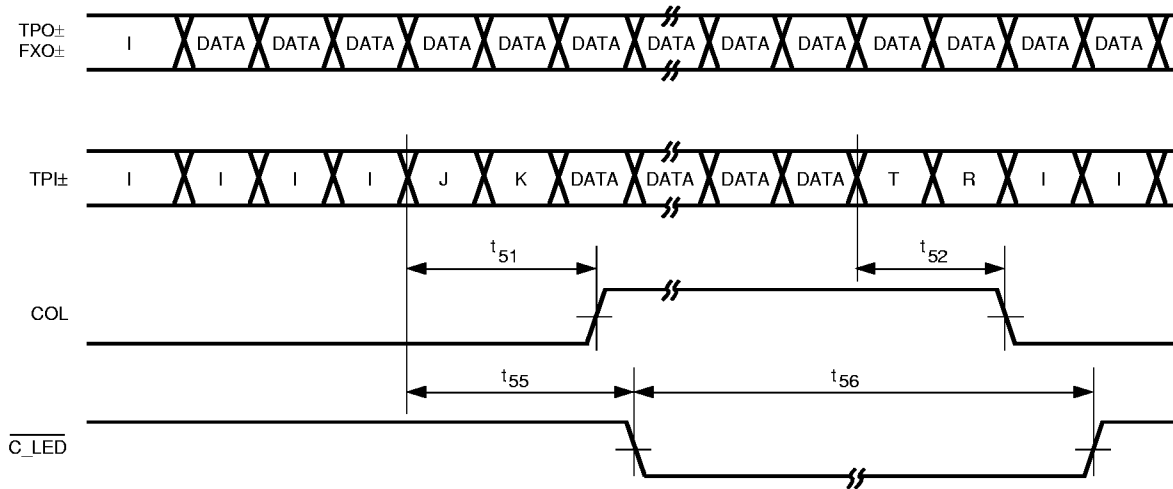 TPO±
FXO±
I DATA DATA DATA DATA DATA DATA DATA DATA DATA DATA DATA DATA DATA
TPI±
I I I I J K DATA DATA DATA DATA T R I I
t51
t52
COL
t55
t56
C_LED